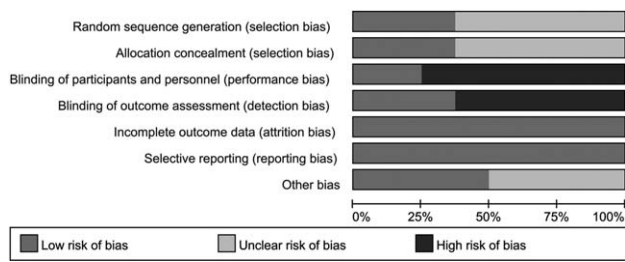 Random sequence generation (selection bias)
Allocation concealment (selection bias)
Blinding of participants and personnel (performance bias)
Blinding of outcome assessment (detection bias)
Incomplete outcome data (attrition bias)
Selective reporting (reporting bias)
Other bias
0% 25% 50% 75% 100%
Low risk of bias Unclear risk of bias High risk of bias